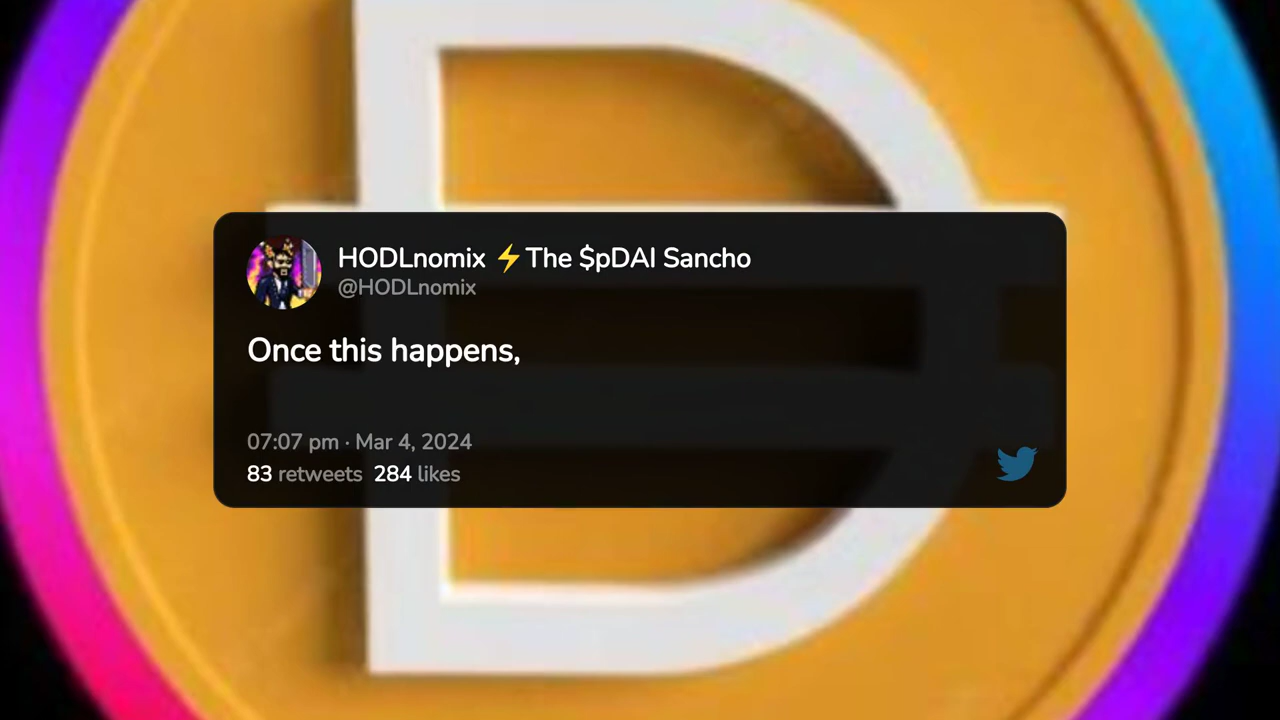 HODLnomix ⚡The $pDAI Sancho
@HODLnomix
Once this happens,
07:07 pm · Mar 4, 2024
83 retweets 284 likes